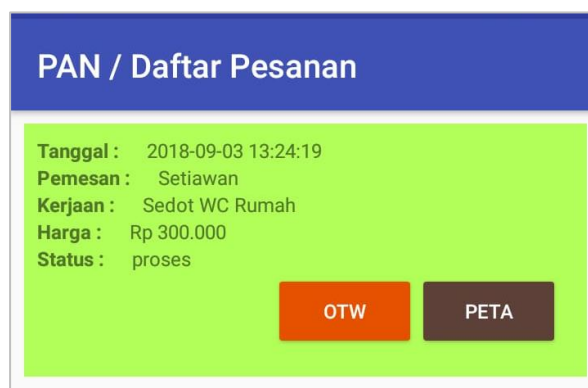 PAN / Daftar Pesanan
Tanggal : 2018-09-03 13:24:19
Pemesan : Setiawan
Kerjaan : Sedot WC Rumah
Harga : Rp 300.000
Status : proses
OTW PETA